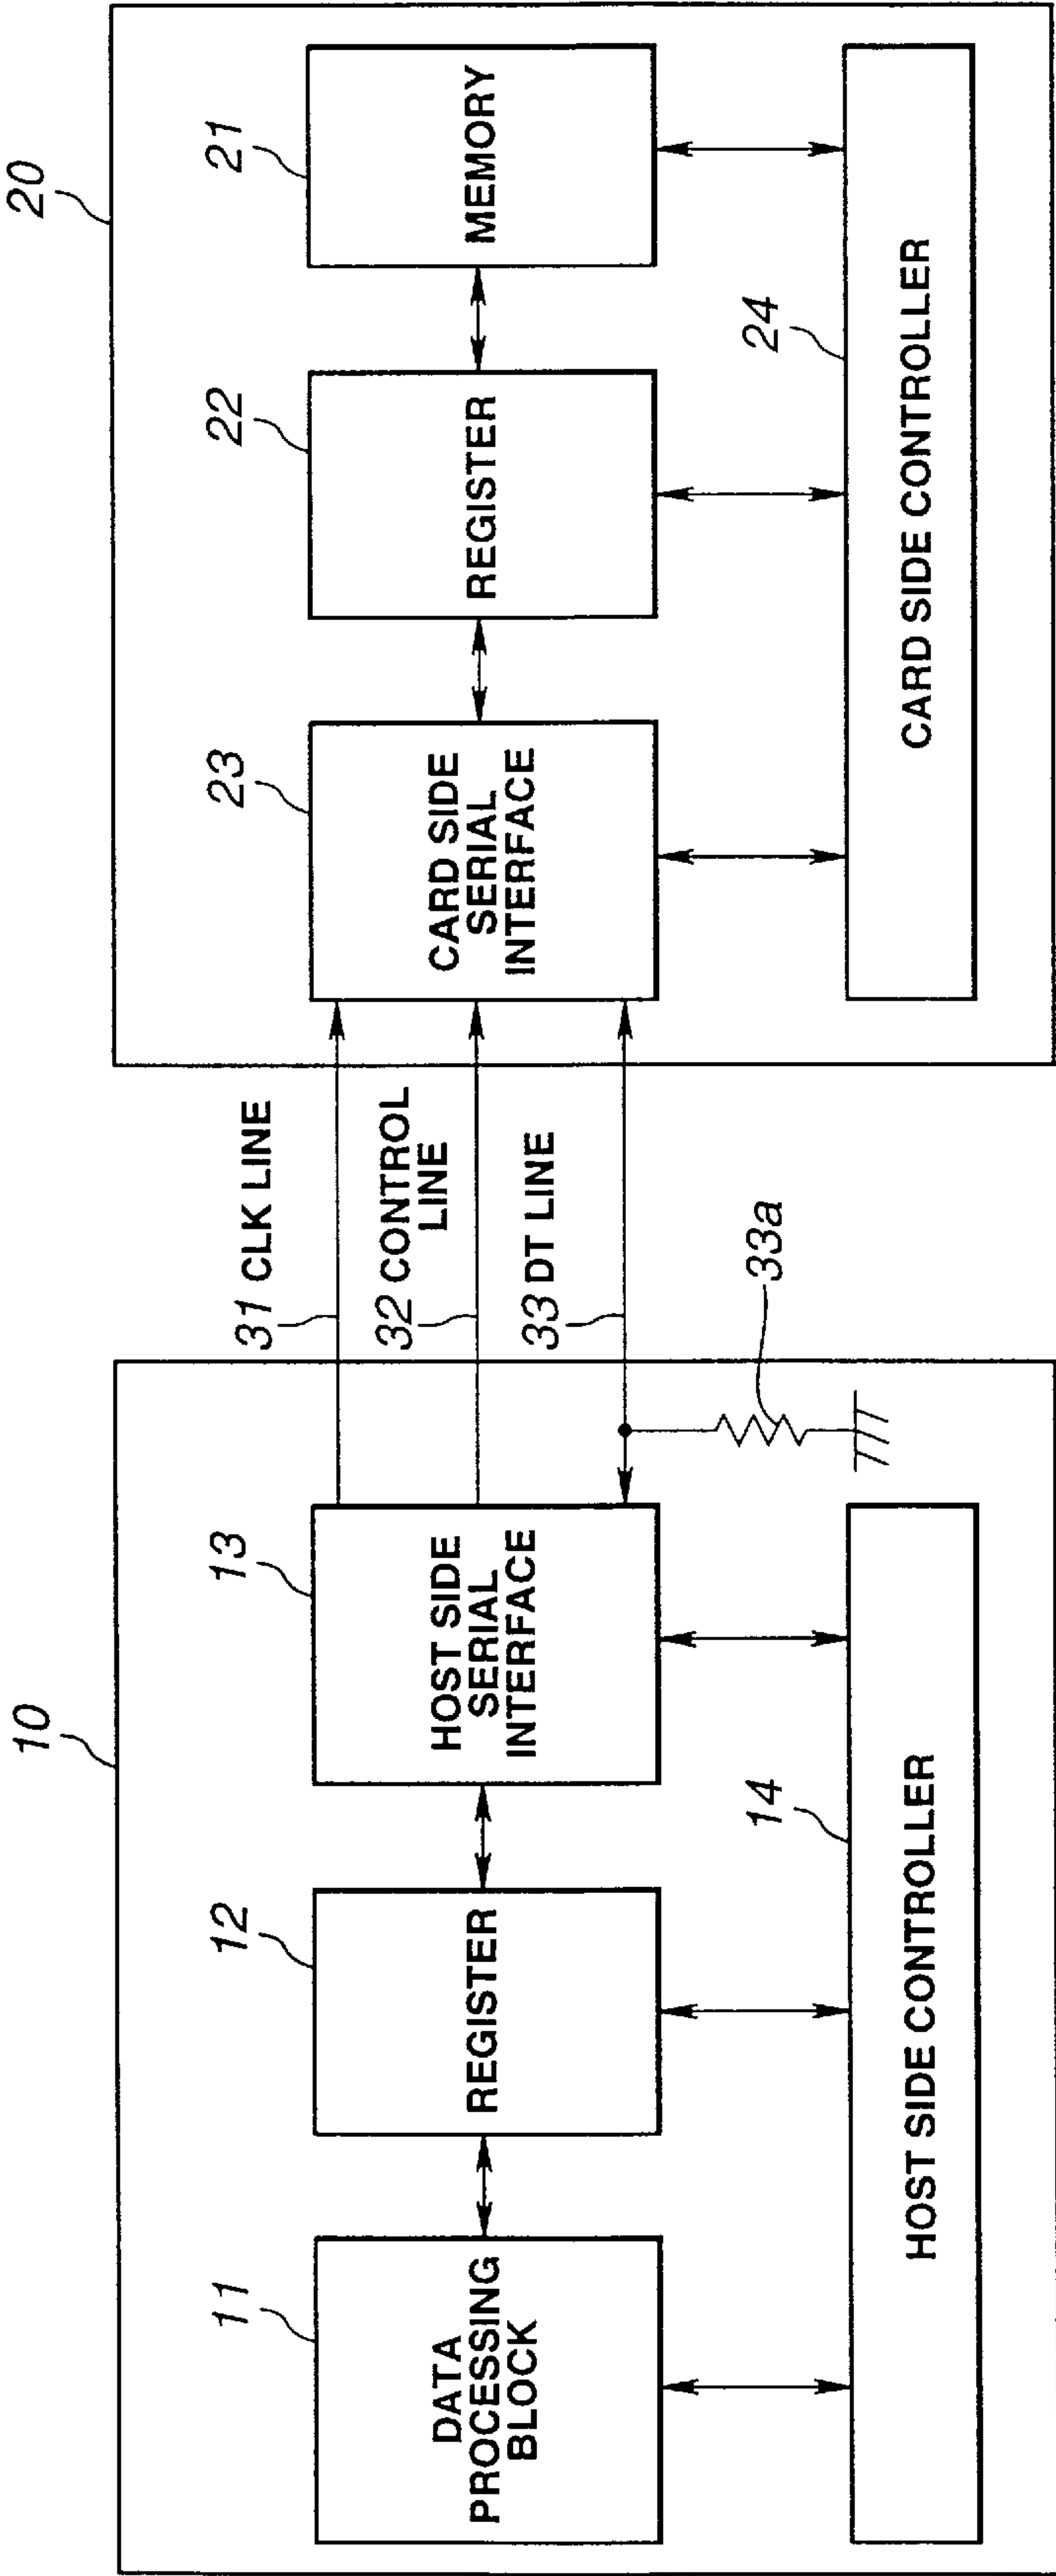 10
11
DATA
PROCESSING
BLOCK
12
REGISTER
13
HOST SIDE
SERIAL
INTERFACE
14
HOST SIDE CONTROLLER
31 CLK LINE
32 CONTROL
LINE
33 DT LINE
33a
20
23
CARD SIDE
SERIAL
INTERFACE
22
REGISTER
21
MEMORY
24
CARD SIDE CONTROLLER